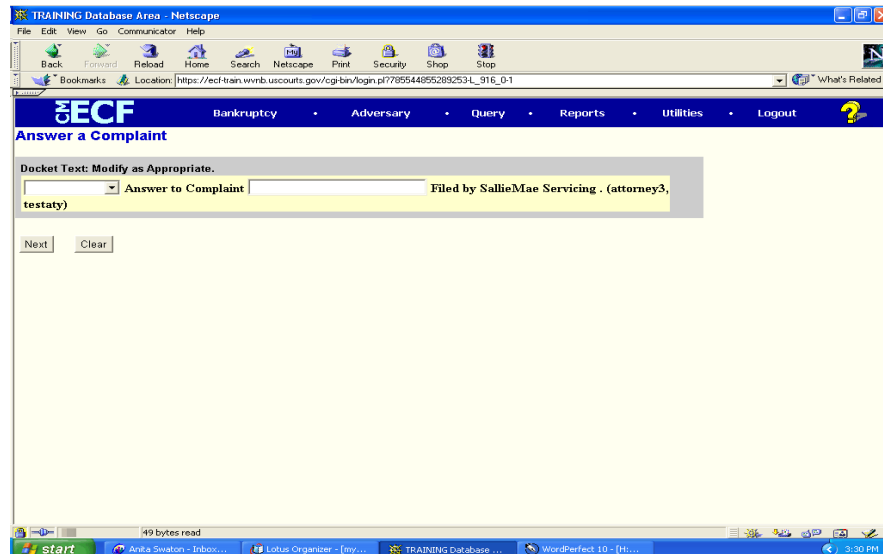 TRAINING Database Area - Netscape
File Edit View Go Communicator Help
My
Back Forward Reload Home Search Netscape Print Security Shop Stop
N
Bookmarks Location: https://ecf-train.wvnb.uscourts.gov/cgi-bin/login.pl?785544855289253-L_916_0-1 What's Related
CM ECF Bankruptcy • Adversary • Query • Reports • Utilities • Logout ?
Answer a Complaint
Docket Text: Modify as Appropriate.
Answer to Complaint Filed by SallieMae Servicing . (attorney3,
testaty)
Next Clear
49 bytes read
start Anita Swaton - Inbox... Lotus Organizer - [my... TRAINING Database ... WordPerfect 10 - [H:... 3:30 PM